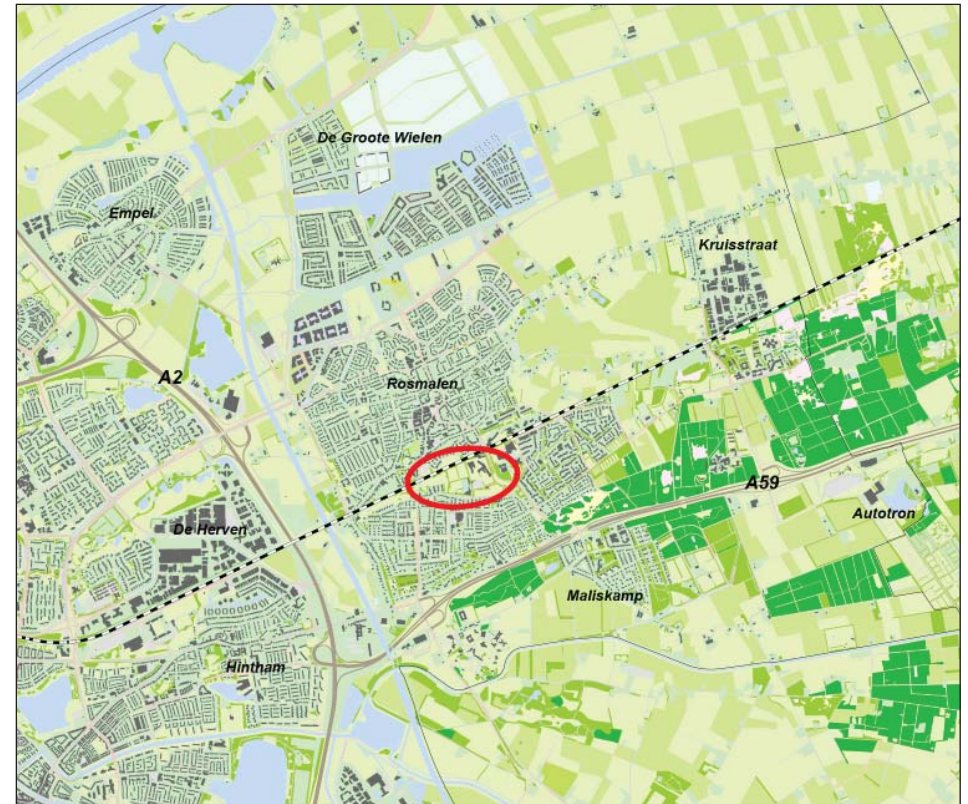 De Groote Wielen
Empel
Kruisstraat
A2
Rosmalen
A59
Autotron
De Herven
Maliskamp
Hintham